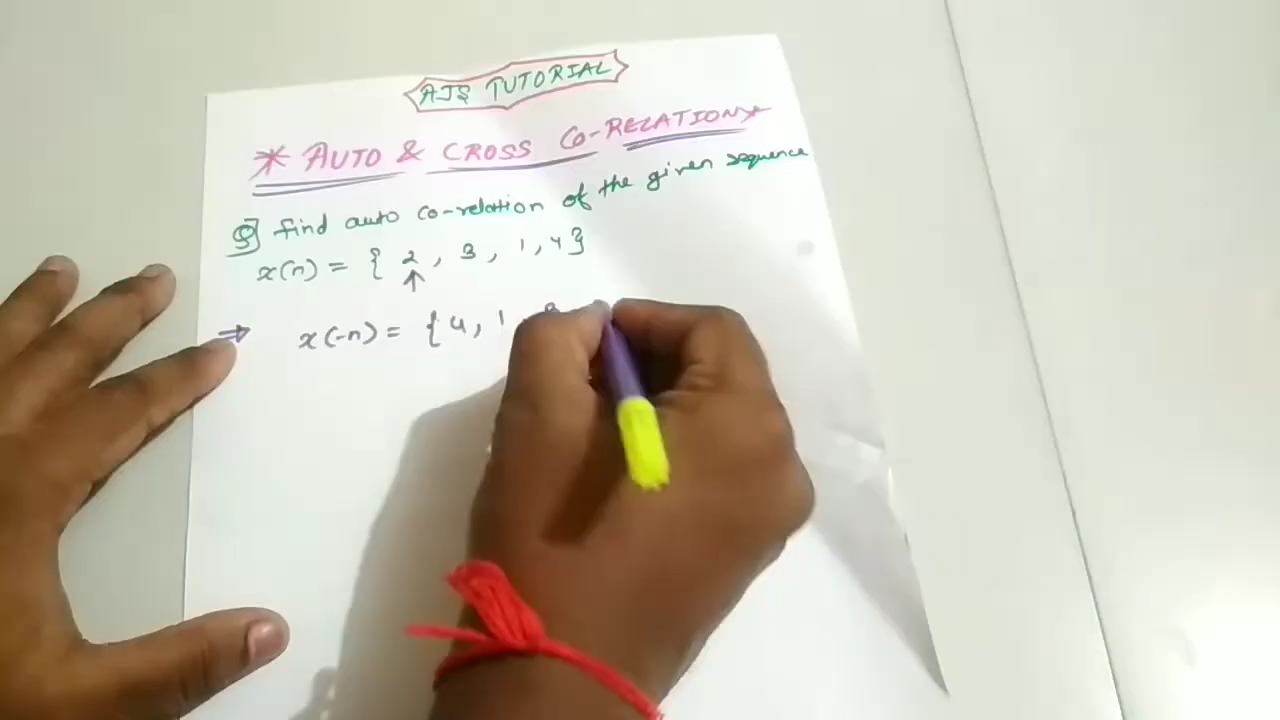 AJS TUTORIAL
* AUTO & CROSS CO-RELATION *
Q] find auto co-relation of the given sequence
x(n) = { 2 , 3 , 1 , 4 }
↑
⇒ x(-n) = { 4 , 1 , 3